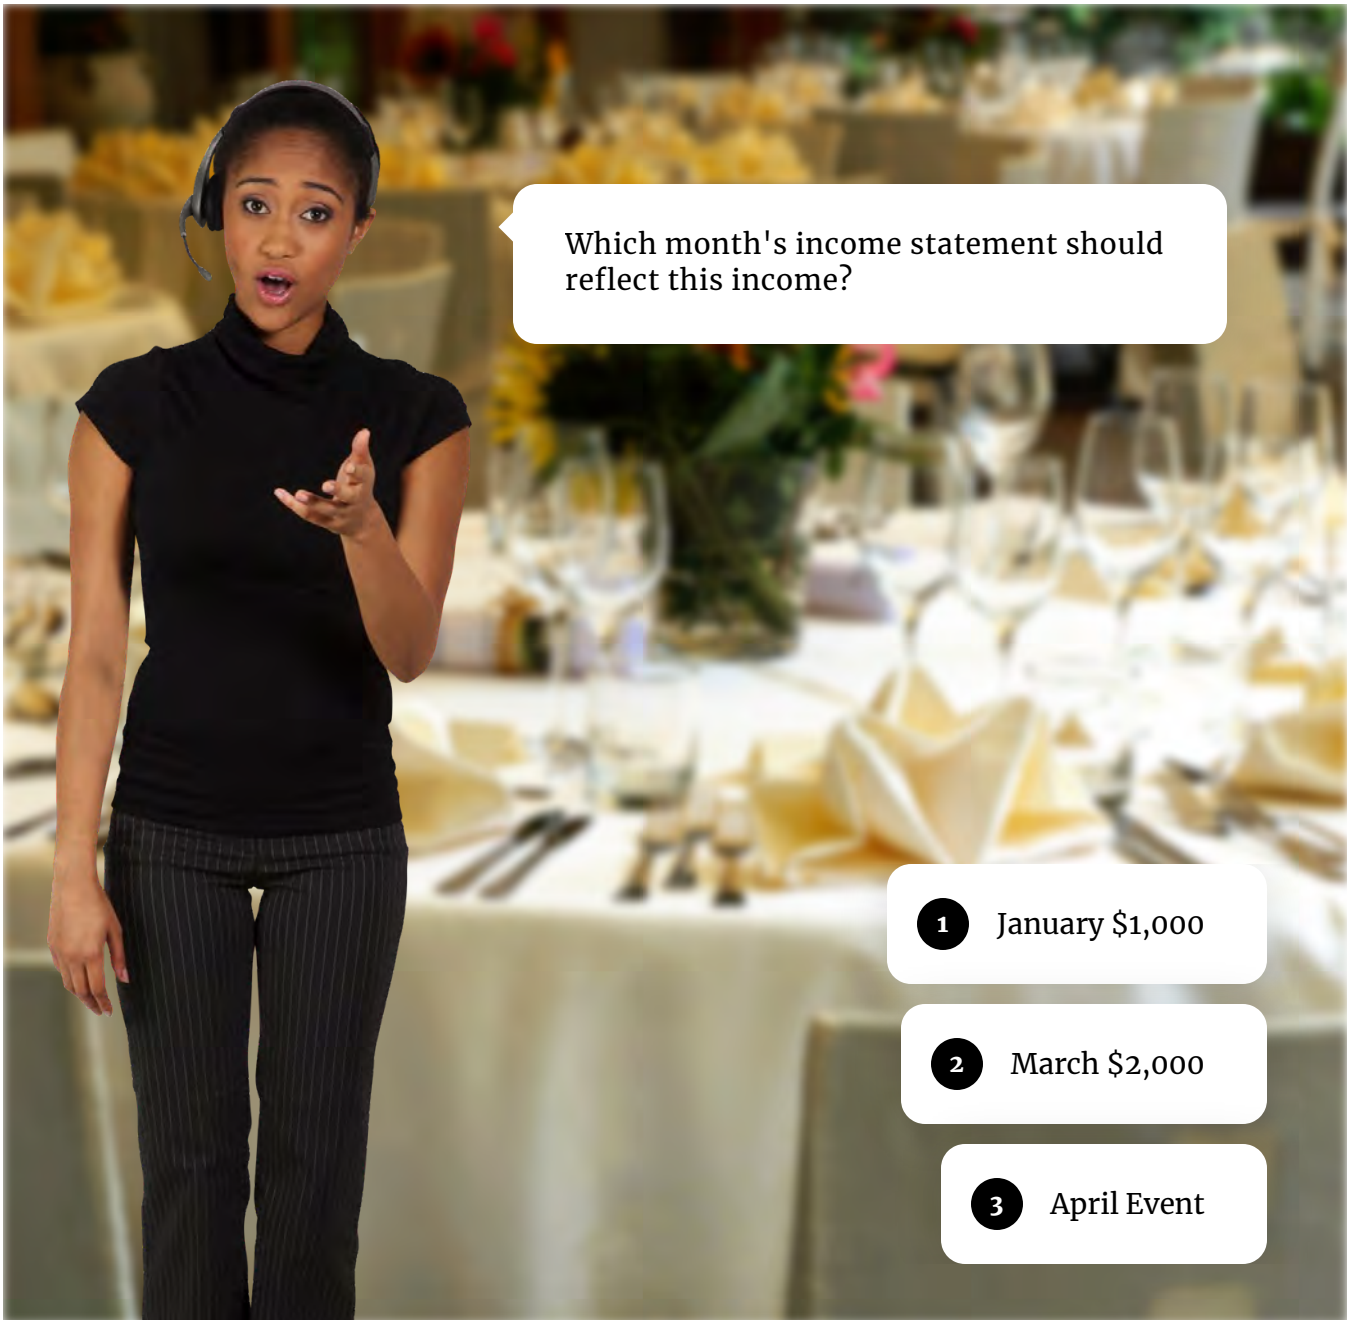 Which month's income statement should
reflect this income?
1 January $1,000
2 March $2,000
3 April Event